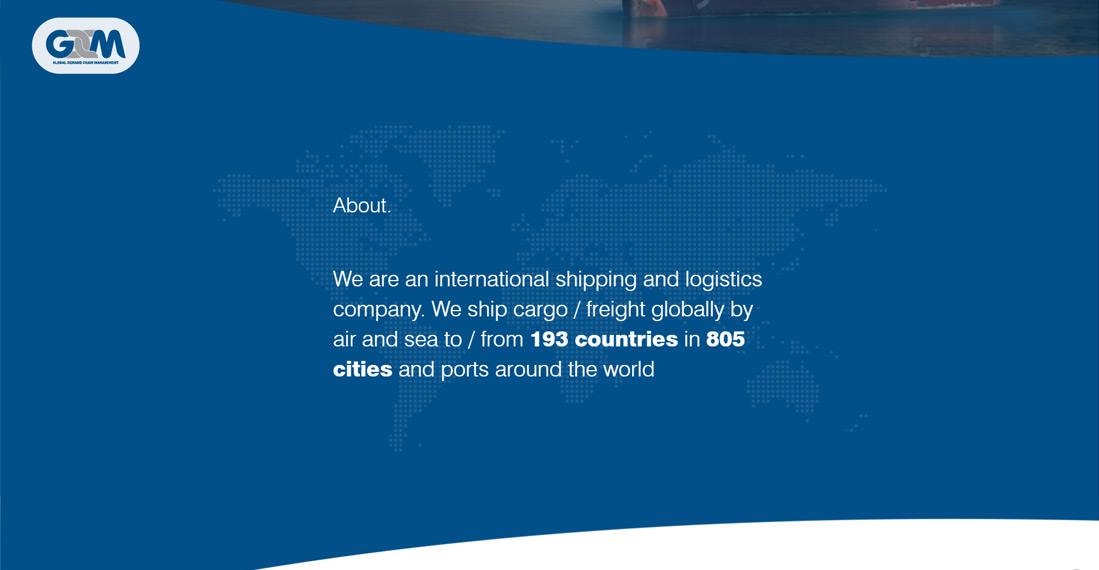 GDCM
GLOBAL DEMAND CHAIN MANAGEMENT
About.
We are an international shipping and logistics
company. We ship cargo / freight globally by
air and sea to / from 193 countries in 805
cities and ports around the world